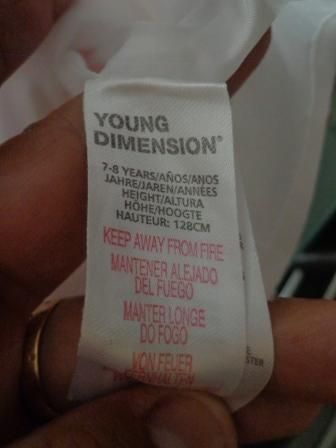 YOUNG
DIMENSION®
7-8 YEARS/AÑOS/ANOS
JAHRE/JAREN/ANNÉES
HEIGHT/ALTURA
HÖHE/HOOGTE
HAUTEUR: 128CM
KEEP AWAY FROM FIRE
MANTENER ALEJADO
DEL FUEGO
MANTER LONGE
DO FOGO
VON FEUER
FERNHALTEN